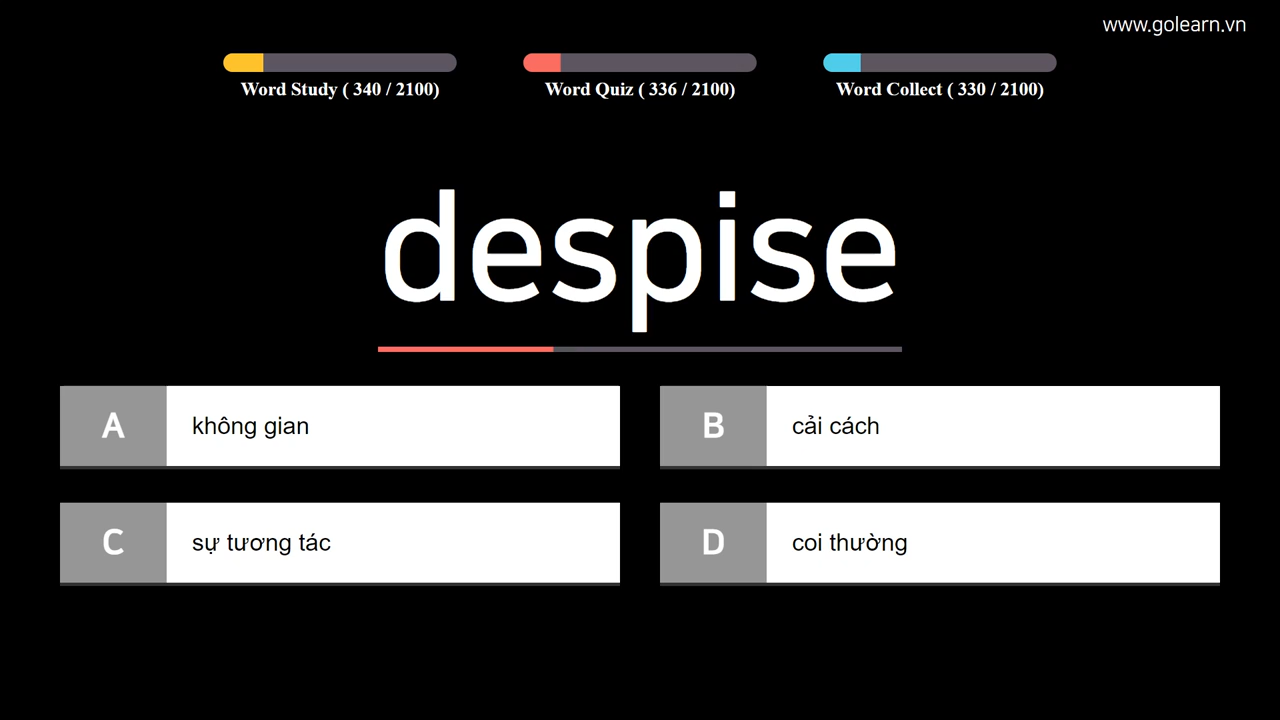 www.golearn.vn
Word Study ( 340 / 2100)
Word Quiz ( 336 / 2100)
Word Collect ( 330 / 2100)
despise
A không gian
B cải cách
C sự tương tác
D coi thường